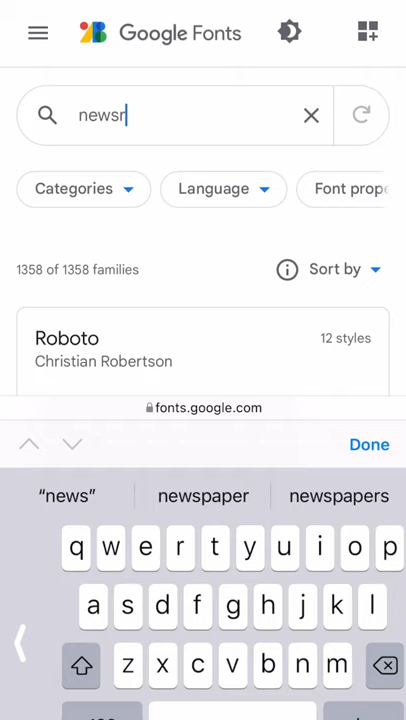 Google Fonts
newsr
Categories Language Font prope
1358 of 1358 families Sort by
Roboto 12 styles
Christian Robertson
fonts.google.com
Done
“news” newspaper newspapers
q w e r t y u i o p
a s d f g h j k l
z x c v b n m